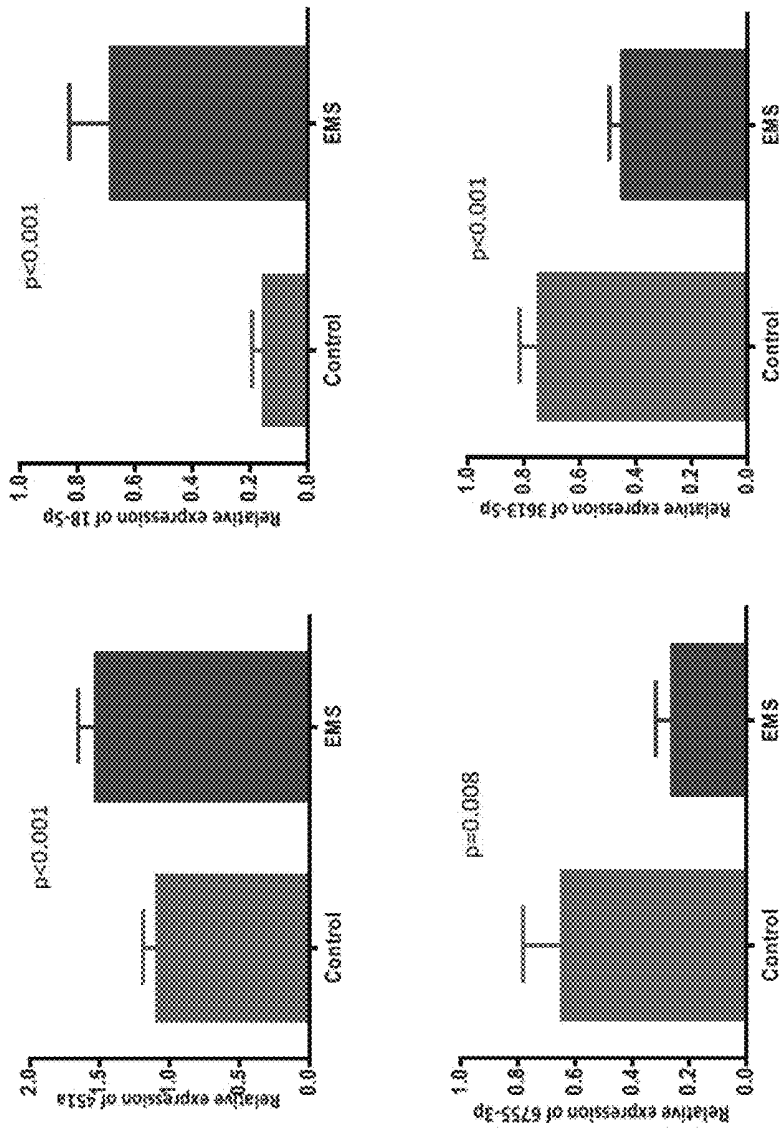 p<0.001
Relative expression of 451a
2.0
1.5
1.0
0.5
0.0
Control
EMS
p<0.001
Relative expression of 18-5p
1.0
0.8
0.6
0.4
0.2
0.0
Control
EMS
p=0.008
Relative expression of 6755-3p
1.0
0.8
0.6
0.4
0.2
0.0
Control
EMS
p<0.001
Relative expression of 3613-5p
1.0
0.8
0.6
0.4
0.2
0.0
Control
EMS